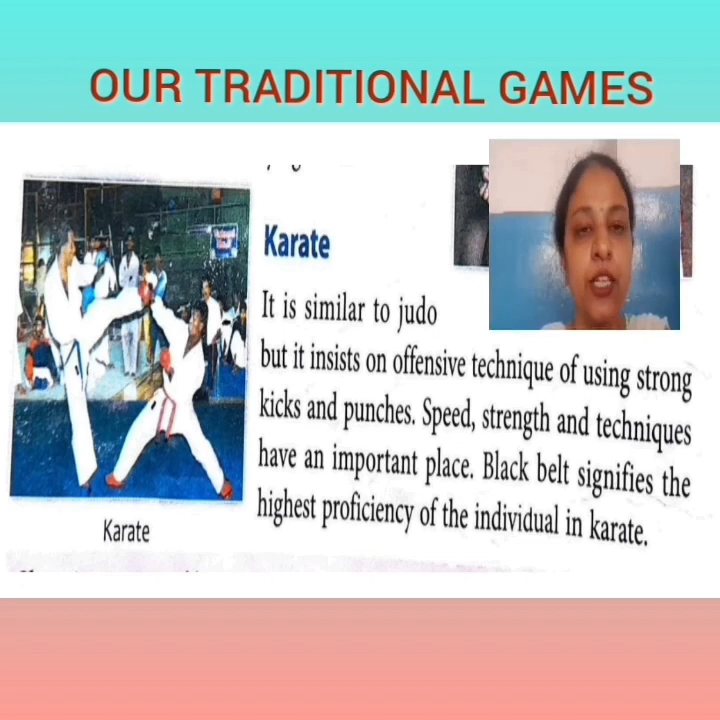 OUR TRADITIONAL GAMES
Karate
It is similar to judo
but it insists on offensive technique of using strong
kicks and punches. Speed, strength and techniques
have an important place. Black belt signifies the
highest proficiency of the individual in karate.
Karate